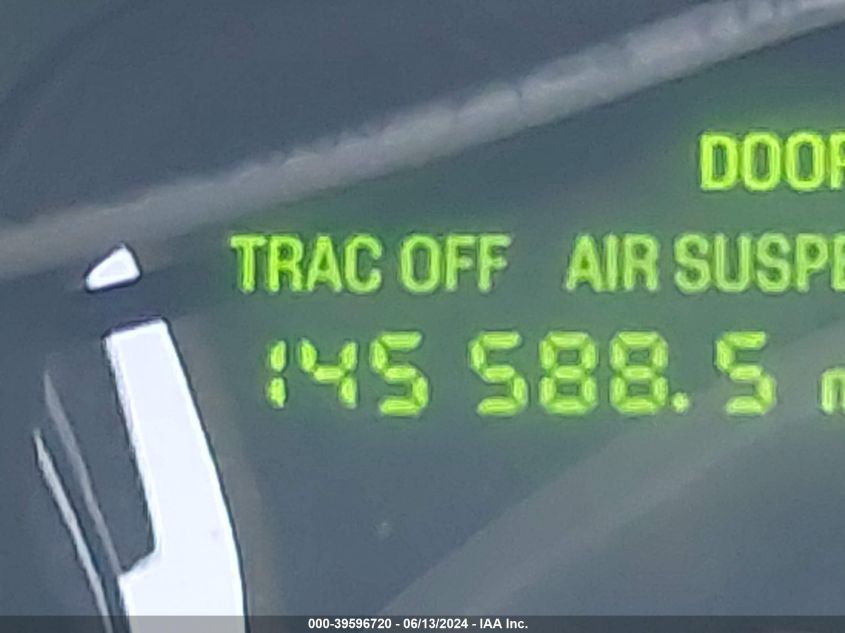 DOOR
TRAC OFF AIR SUSPE
145 588.5 m
000-39596720 - 06/13/2024 - IAA Inc.